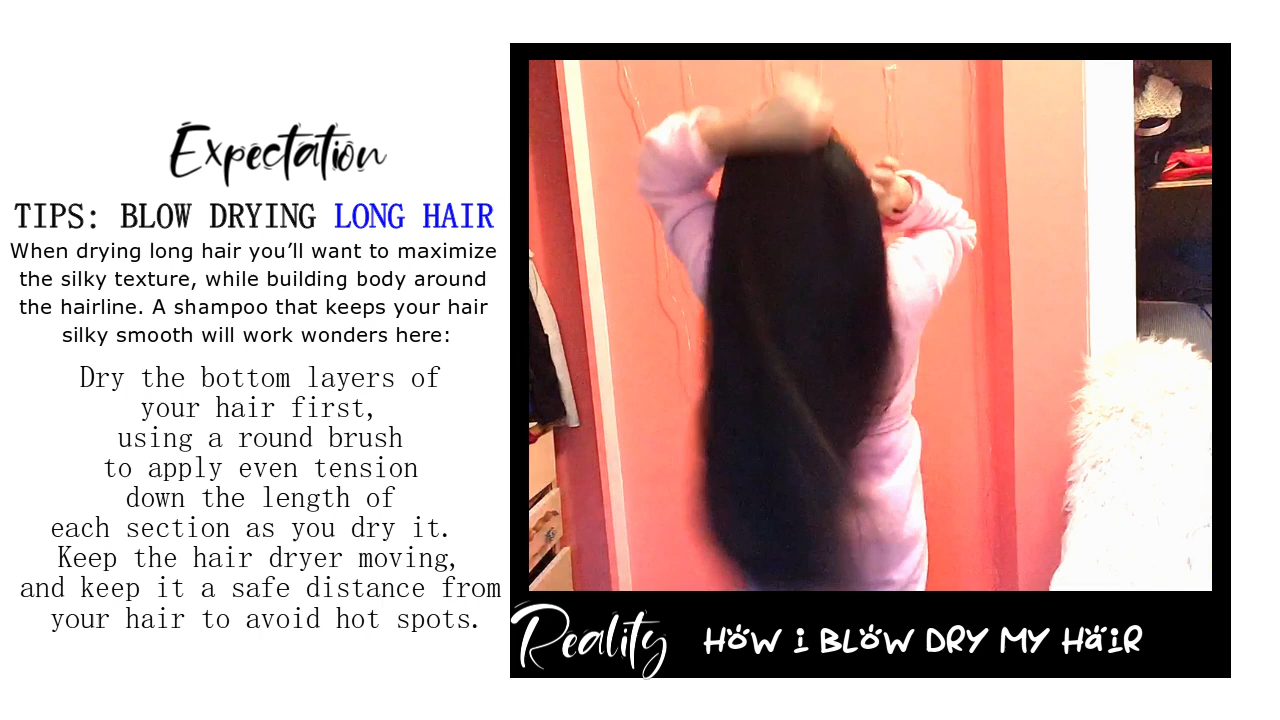 Expectation
TIPS: BLOW DRYING LONG HAIR
When drying long hair you’ll want to maximize
the silky texture, while building body around
the hairline. A shampoo that keeps your hair
silky smooth will work wonders here:
Dry the bottom layers of
your hair first,
using a round brush
to apply even tension
down the length of
each section as you dry it.
Keep the hair dryer moving,
and keep it a safe distance from
your hair to avoid hot spots.
Reality HOW i BLOW DRY MY HAIR